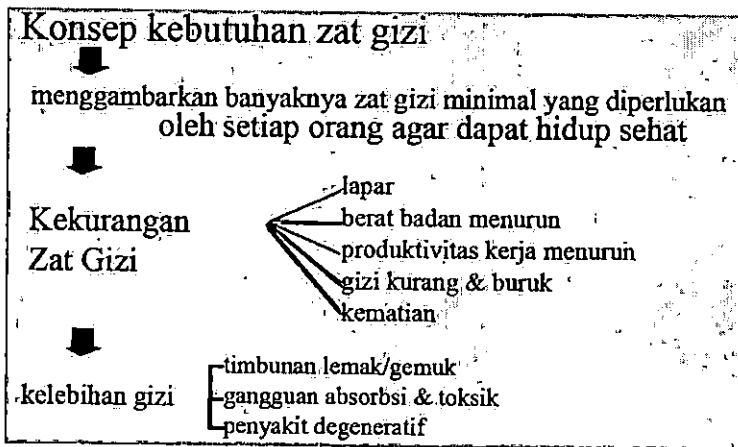 Konsep kebutuhan zat gizi
menggambarkan banyaknya zat gizi minimal yang diperlukan
oleh setiap orang agar dapat hidup sehat
Kekurangan
Zat Gizi
lapar
berat badan menurun
produktivitas kerja menurun
gizi kurang & buruk
kematian
kelebihan gizi
timbunan lemak/gemuk
gangguan absorbsi & toksik
penyakit degeneratif